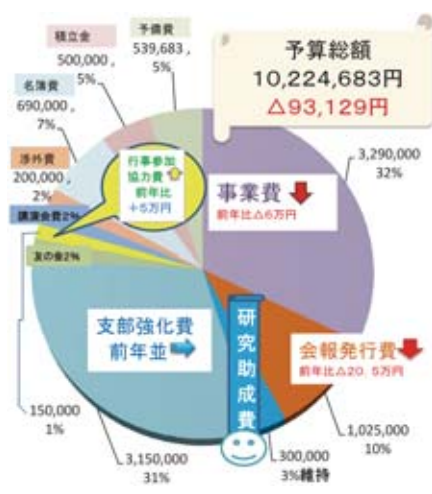 予算総額
10,224,683円
△93,129円
予備費
539,683,
5%
積立金
500,000,
5%
名簿費
690,000,
7%
渉外費
200,000,
2%
講演会費2%
友の会2%
行事参加
協力費
前年比
+5万円
事業費
前年比△6万円
3,290,000
32%
支部強化費
前年並
研究助成費
会報発行費
前年比△20.5万円
1,025,000
10%
300,000
3%維持
3,150,000
31%
150,000
1%